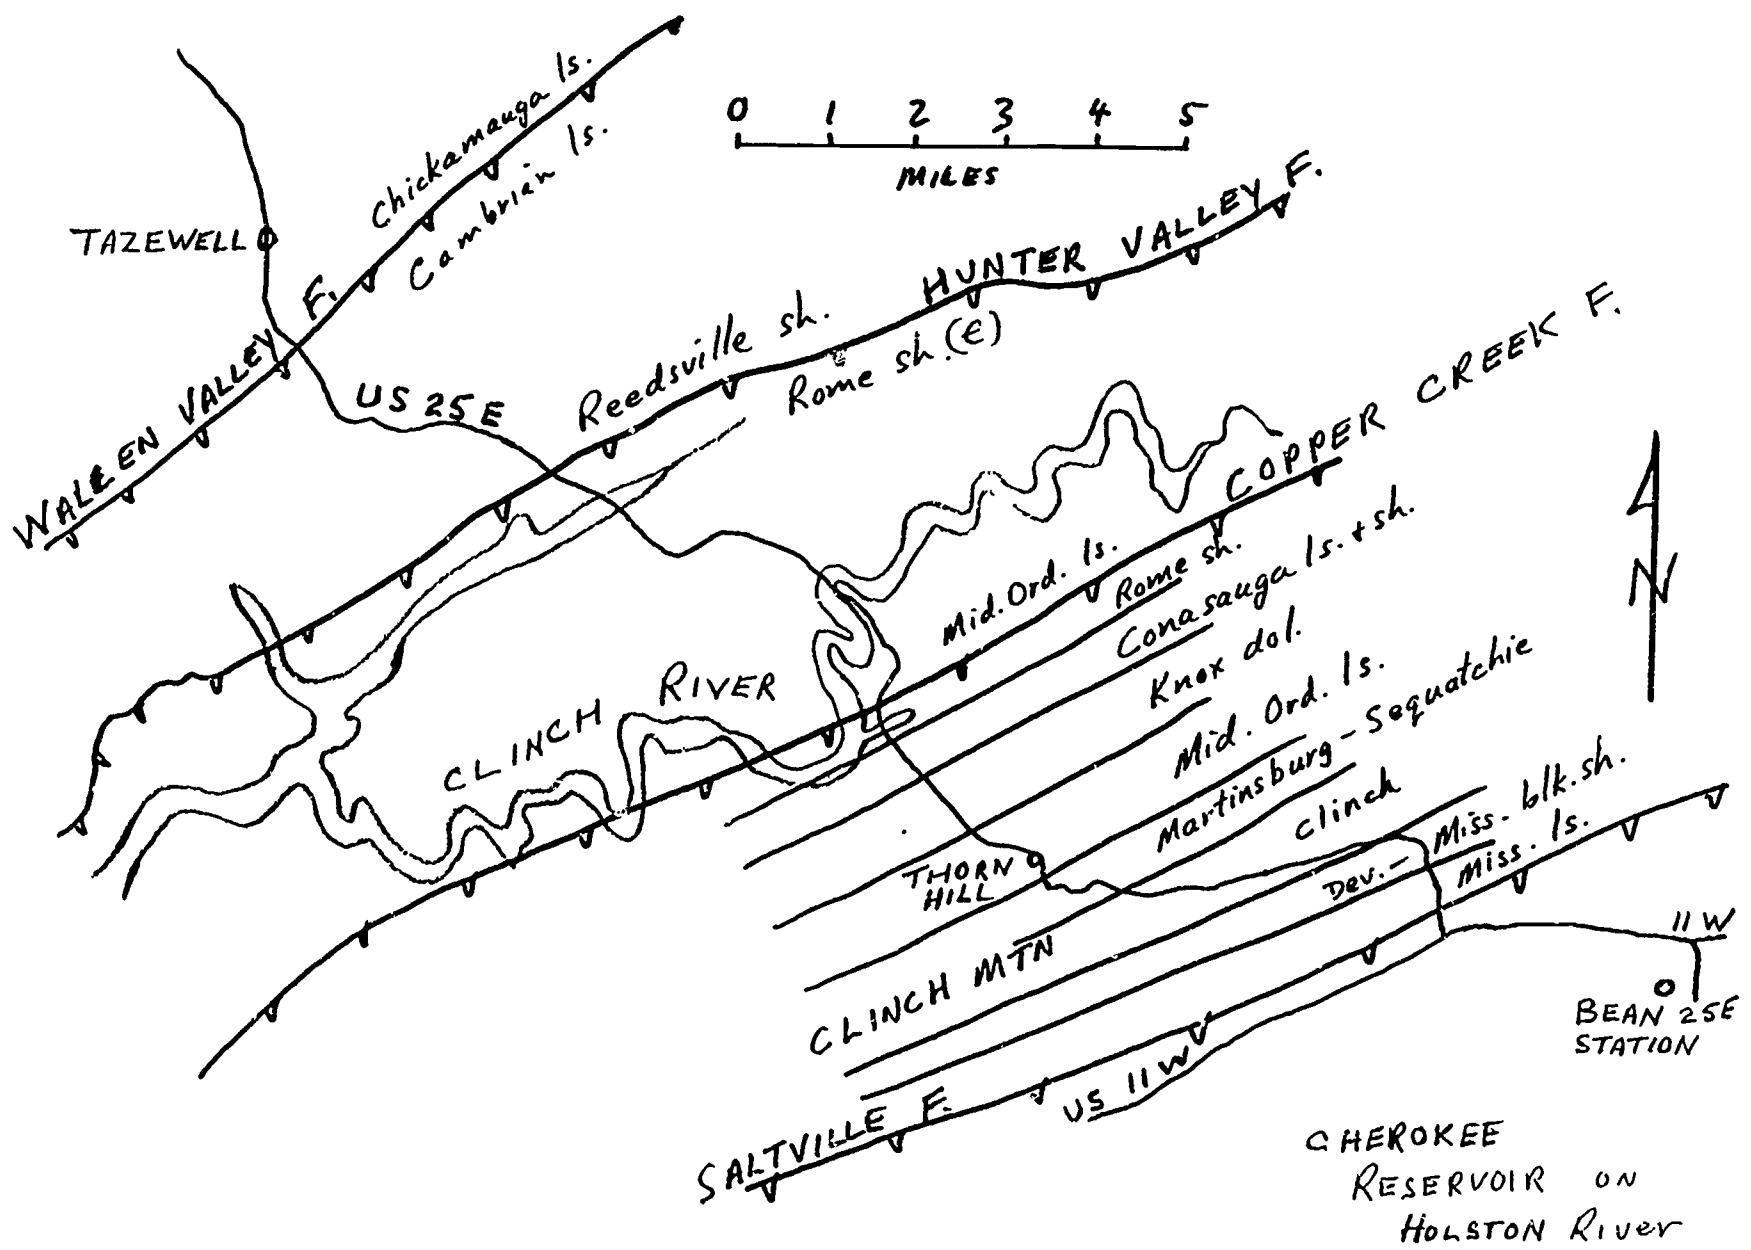 Chickamauga ls.
Cambrian ls.
0 1 2 3 4 5
MILES
TAZEWELL
WALLEN VALLEY F.
HUNTER VALLEY F.
US 25E
Reedsville sh.
Rome sh. (Є)
COPPER CREEK F.
N
Mid. Ord. ls.
Rome sh.
Conasauga ls. + sh.
Knox dol.
Mid. Ord. ls.
Martinsburg - Sequatchie
Clinch
Dev. - Miss. blk. sh.
Miss. ls.
CLINCH RIVER
THORN
HILL
CLINCH MTN
SALTVILLE F.
US 11 W
11 W
BEAN 25E
STATION
CHEROKEE
RESERVOIR ON
HOLSTON RIVER